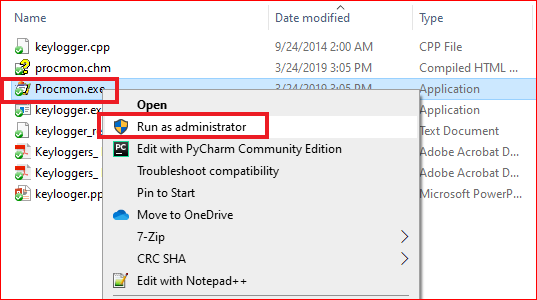 Name Date modified Type
keylogger.cpp 9/24/2014 2:00 AM CPP File
procmon.chm 3/24/2019 3:05 PM Compiled HTML ...
Procmon.exe 3/24/2019 3:05 PM Application
keylogger.ex Application
keylogger_re Text Document
Keyloggers_ Adobe Acrobat D...
Keyloggers_ Adobe Acrobat D...
keylooger.pp Microsoft PowerP...
Open
Run as administrator
Edit with PyCharm Community Edition
Troubleshoot compatibility
Pin to Start
Move to OneDrive
7-Zip
CRC SHA
Edit with Notepad++